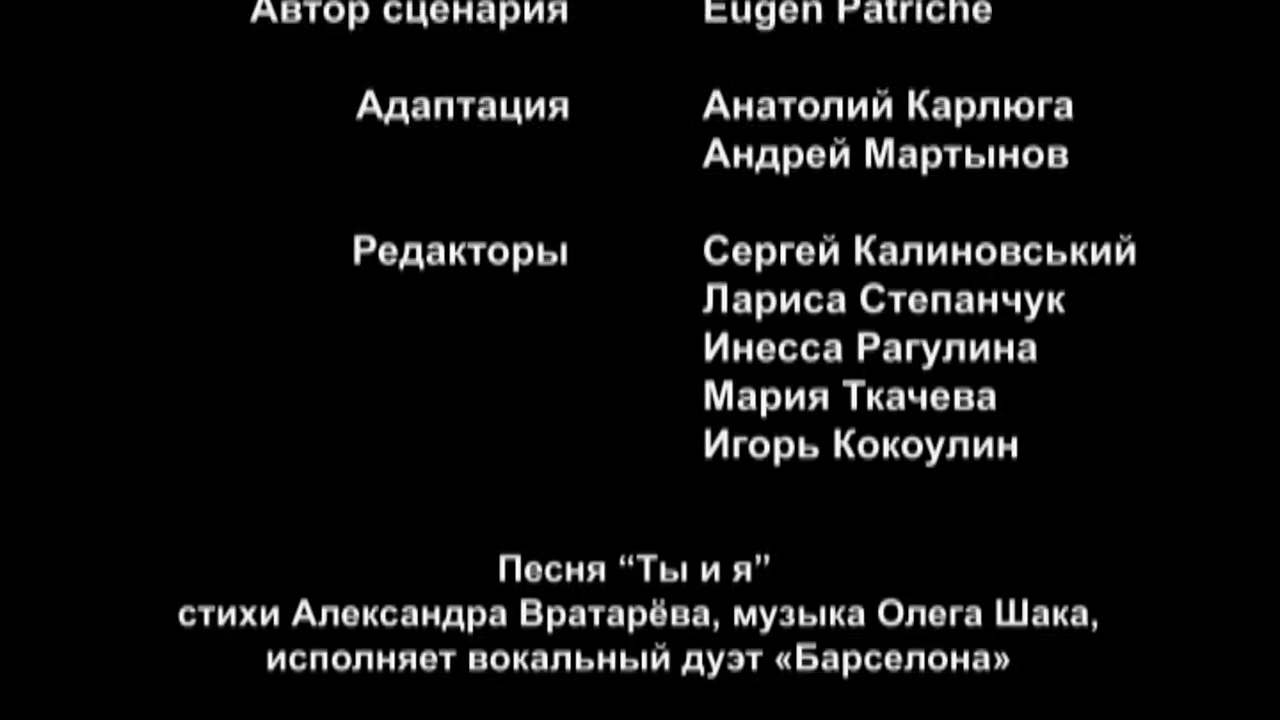 Автор сценария Eugen Patriche
Адаптация Анатолий Карлюга
Андрей Мартынов
Редакторы Сергей Калиновський
Лариса Степанчук
Инесса Рагулина
Мария Ткачева
Игорь Кокоулин
Песня “Ты и я”
стихи Александра Вратарёва, музыка Олега Шака,
исполняет вокальный дуэт «Барселона»